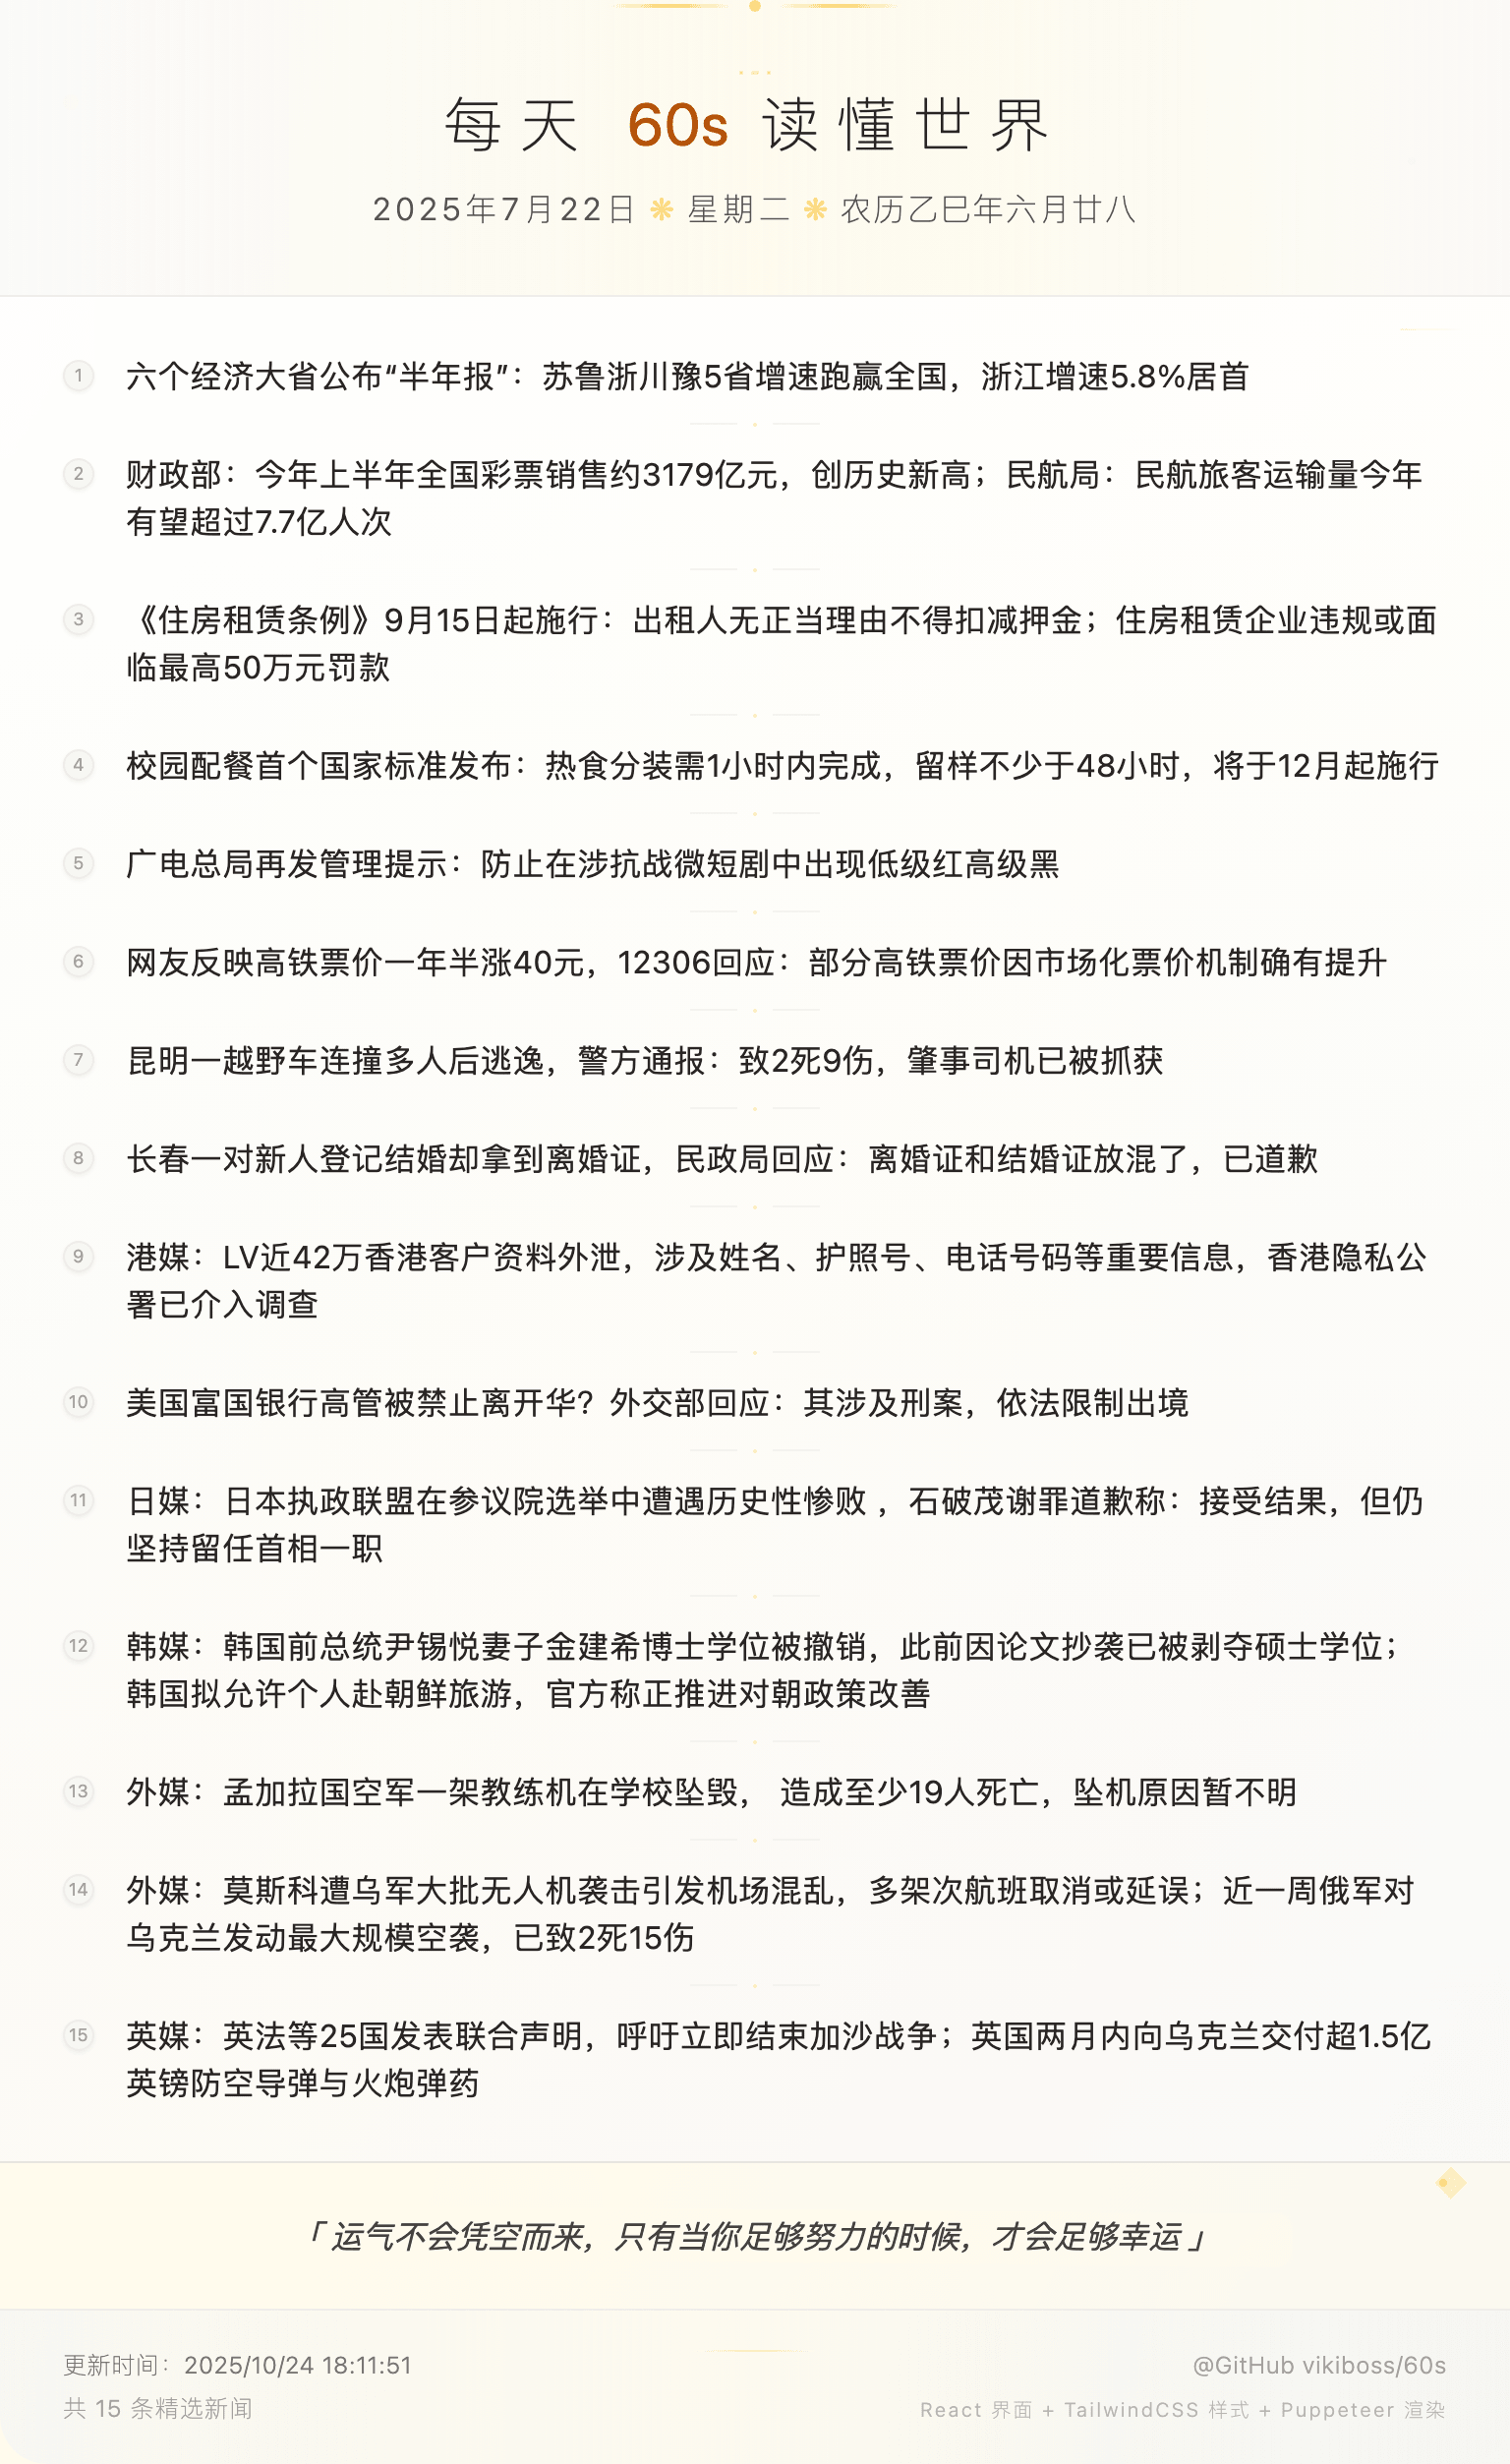 每天 60s 读懂世界
2025年7月22日 ❋ 星期二 ❋ 农历乙巳年六月廿八
1 六个经济大省公布“半年报”：苏鲁浙川豫5省增速跑赢全国，浙江增速5.8%居首
2 财政部：今年上半年全国彩票销售约3179亿元，创历史新高；民航局：民航旅客运输量今年
有望超过7.7亿人次
3 《住房租赁条例》9月15日起施行：出租人无正当理由不得扣减押金；住房租赁企业违规或面
临最高50万元罚款
4 校园配餐首个国家标准发布：热食分装需1小时内完成，留样不少于48小时，将于12月起施行
5 广电总局再发管理提示：防止在涉抗战微短剧中出现低级红高级黑
6 网友反映高铁票价一年半涨40元，12306回应：部分高铁票价因市场化票价机制确有提升
7 昆明一越野车连撞多人后逃逸，警方通报：致2死9伤，肇事司机已被抓获
8 长春一对新人登记结婚却拿到离婚证，民政局回应：离婚证和结婚证放混了，已道歉
9 港媒：LV近42万香港客户资料外泄，涉及姓名、护照号、电话号码等重要信息，香港隐私公
署已介入调查
10 美国富国银行高管被禁止离开华？外交部回应：其涉及刑案，依法限制出境
11 日媒：日本执政联盟在参议院选举中遭遇历史性惨败 ，石破茂谢罪道歉称：接受结果，但仍
坚持留任首相一职
12 韩媒：韩国前总统尹锡悦妻子金建希博士学位被撤销，此前因论文抄袭已被剥夺硕士学位；
韩国拟允许个人赴朝鲜旅游，官方称正推进对朝政策改善
13 外媒：孟加拉国空军一架教练机在学校坠毁， 造成至少19人死亡，坠机原因暂不明
14 外媒：莫斯科遭乌军大批无人机袭击引发机场混乱，多架次航班取消或延误；近一周俄军对
乌克兰发动最大规模空袭，已致2死15伤
15 英媒：英法等25国发表联合声明，呼吁立即结束加沙战争；英国两月内向乌克兰交付超1.5亿
英镑防空导弹与火炮弹药
「 运气不会凭空而来，只有当你足够努力的时候，才会足够幸运 」
更新时间：2025/10/24 18:11:51
@GitHub vikiboss/60s
共 15 条精选新闻
React 界面 + TailwindCSS 样式 + Puppeteer 渲染